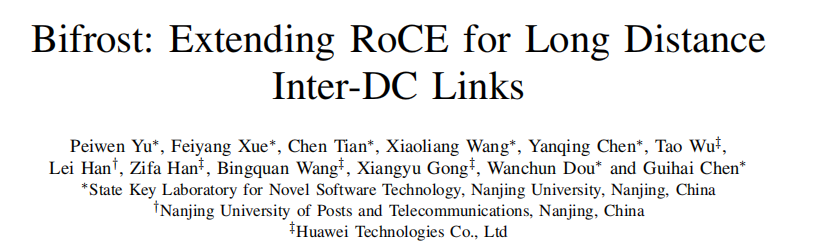 Bifrost: Extending RoCE for Long Distance
Inter-DC Links
Peiwen Yu*, Feiyang Xue*, Chen Tian*, Xiaoliang Wang*, Yanqing Chen*, Tao Wu‡,
Lei Han†, Zifa Han‡, Bingquan Wang‡, Xiangyu Gong‡, Wanchun Dou* and Guihai Chen*
*State Key Laboratory for Novel Software Technology, Nanjing University, Nanjing, China
†Nanjing University of Posts and Telecommunications, Nanjing, China
‡Huawei Technologies Co., Ltd